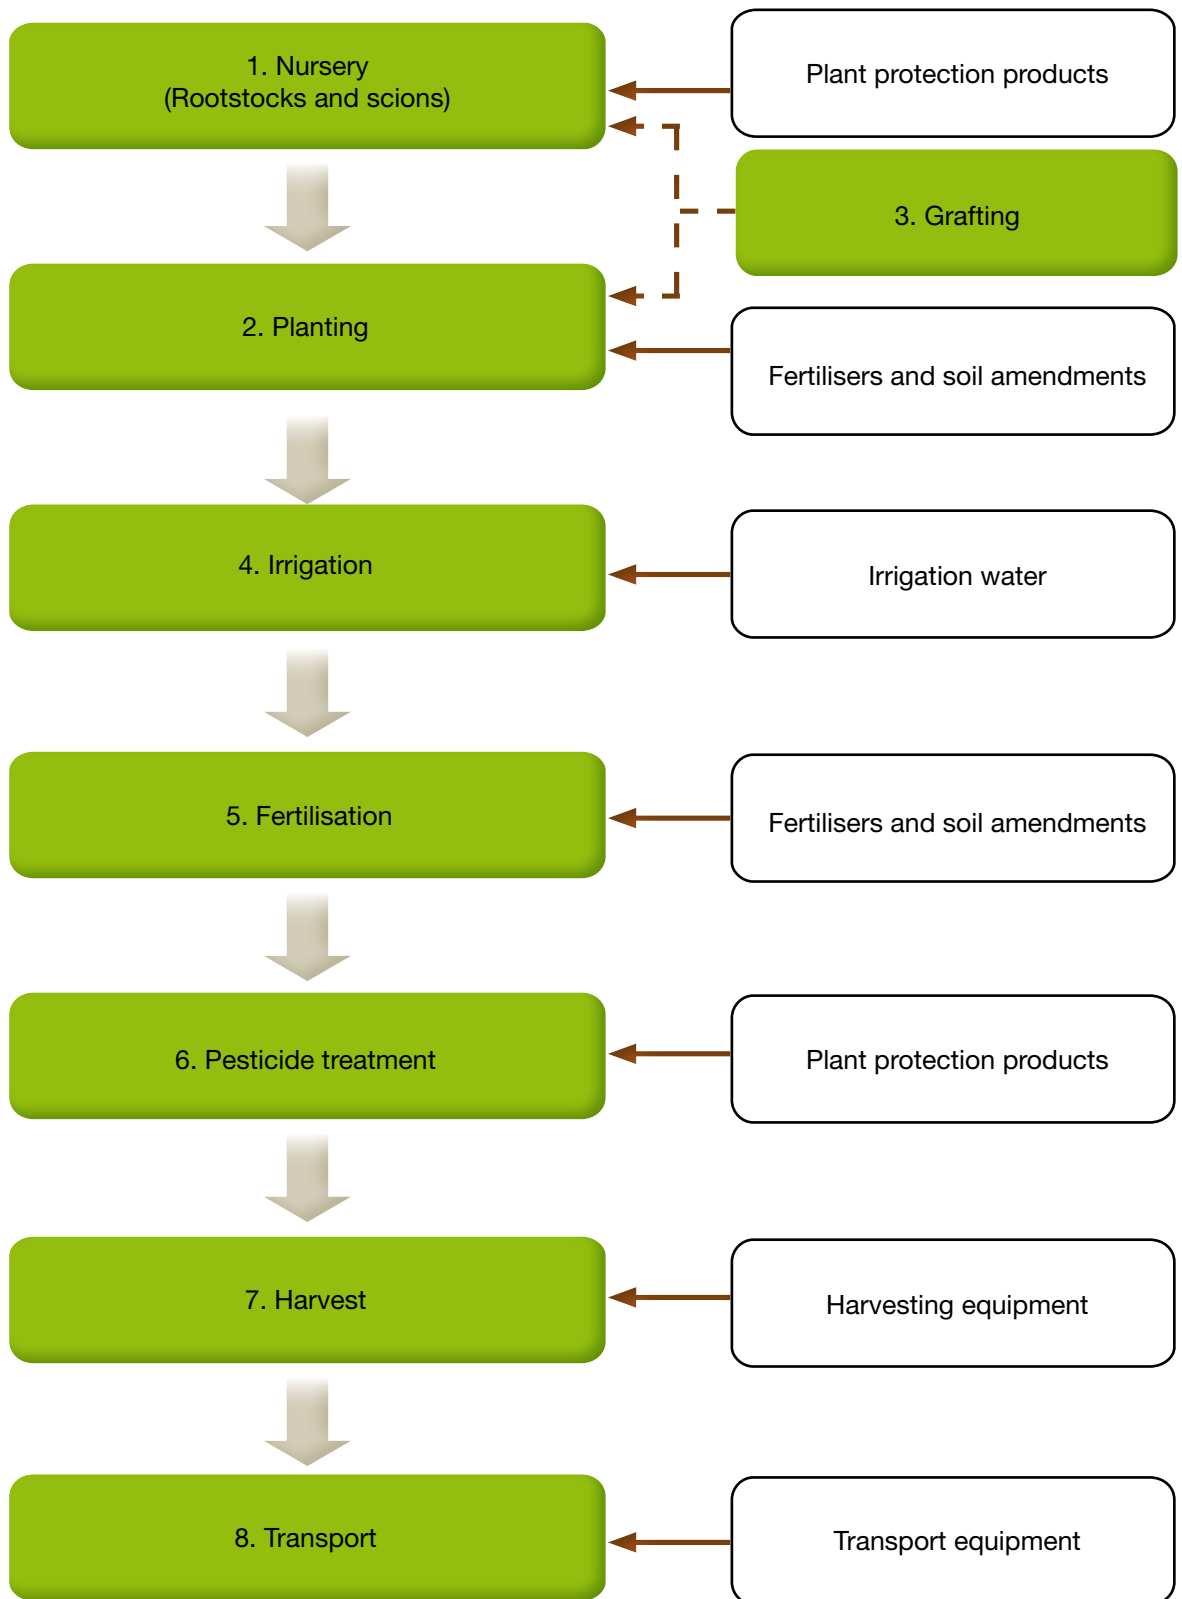 1. Nursery
(Rootstocks and scions)
Plant protection products
3. Grafting
2. Planting
Fertilisers and soil amendments
4. Irrigation
Irrigation water
5. Fertilisation
Fertilisers and soil amendments
6. Pesticide treatment
Plant protection products
7. Harvest
Harvesting equipment
8. Transport
Transport equipment